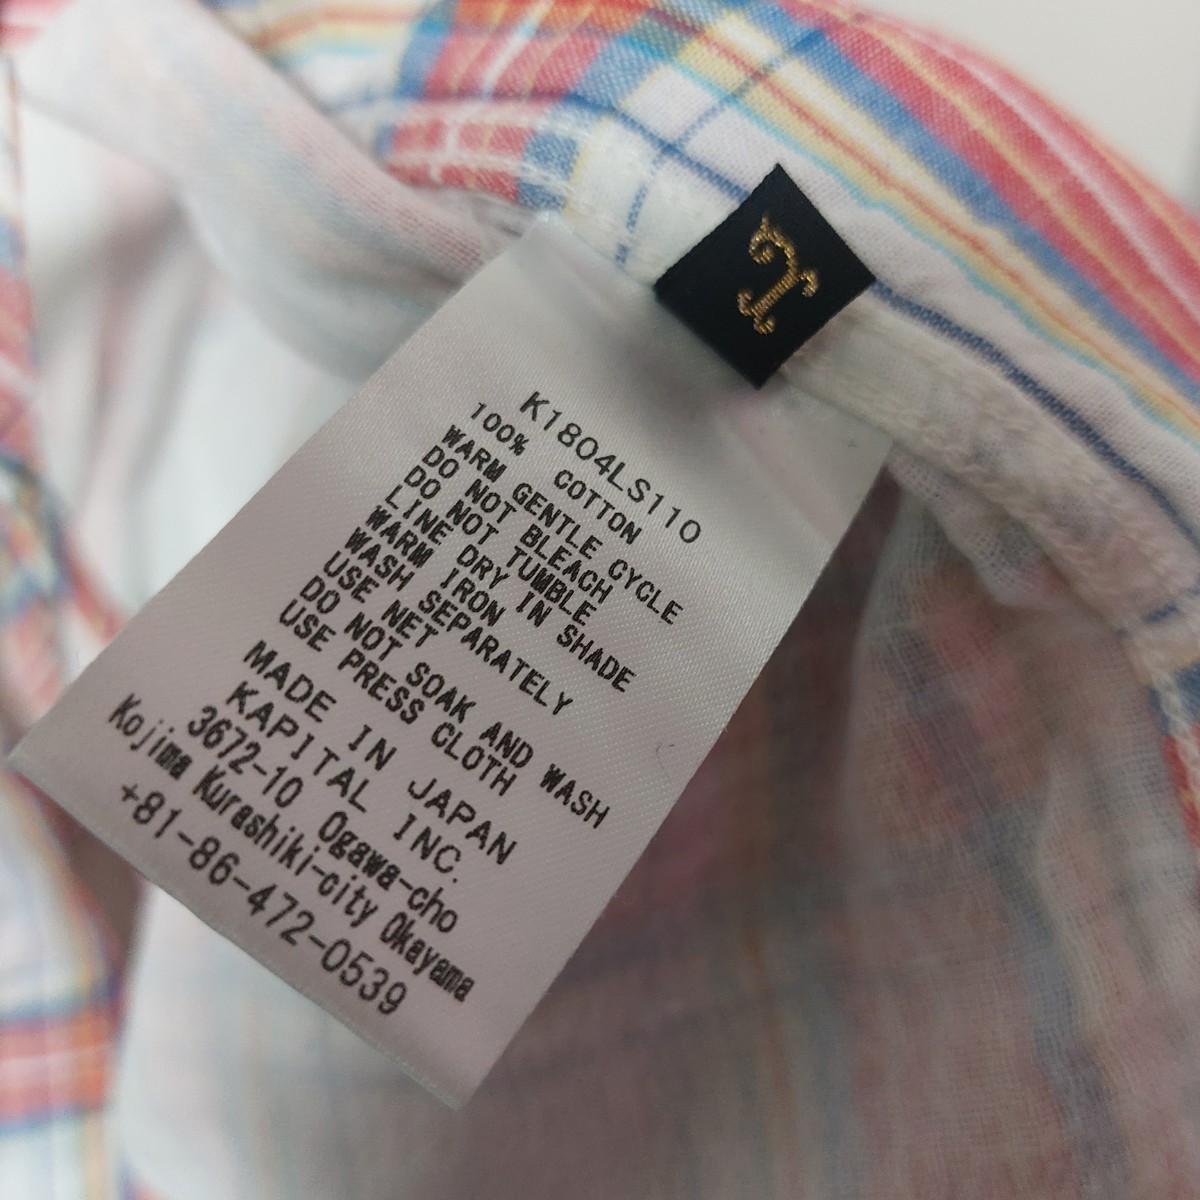 K1804LS110
100% COTTON
WARM GENTLE CYCLE
DO NOT BLEACH
DO NOT TUMBLE
LINE DRY IN SHADE
WARM IRON
WASH SEPARATELY
USE NET
DO NOT SOAK AND WASH
USE PRESS CLOTH
MADE IN JAPAN
KAPITAL INC.
3672-10 Ogawa-cho
Kojima Kurashiki-city Okayama
+81-86-472-0539